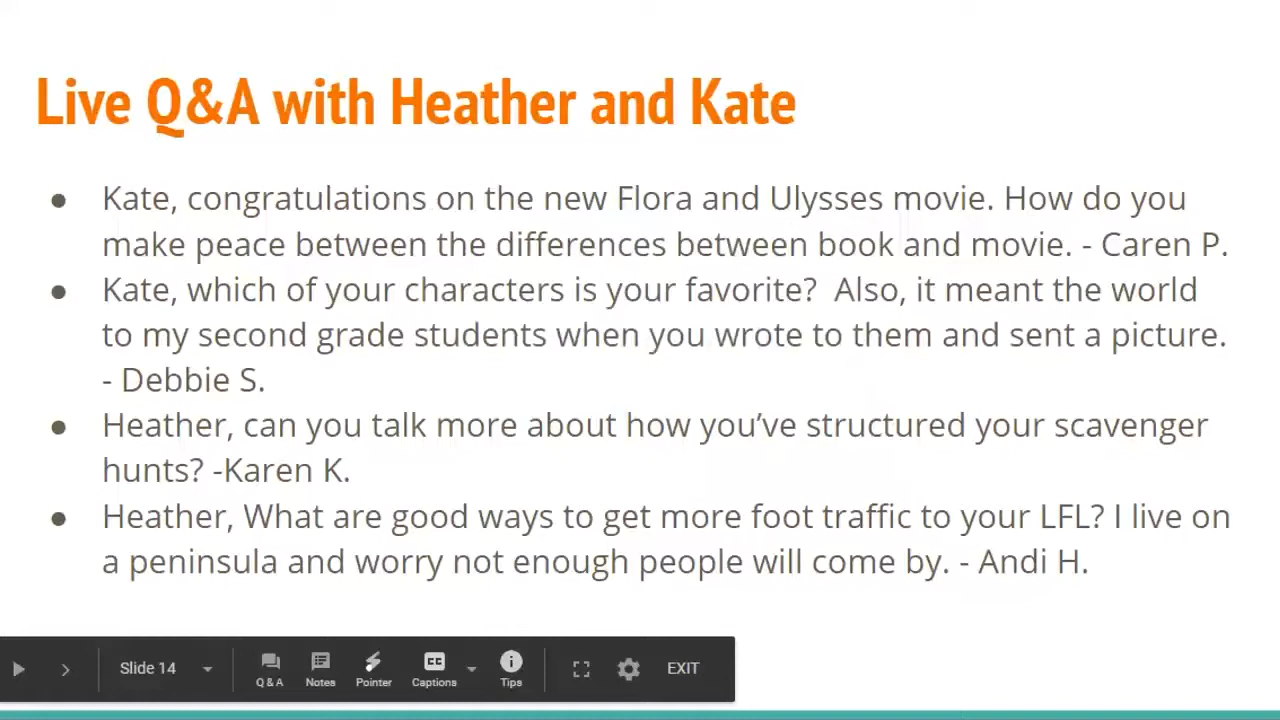 Live Q&A with Heather and Kate
● Kate, congratulations on the new Flora and Ulysses movie. How do you
make peace between the differences between book and movie. - Caren P.
● Kate, which of your characters is your favorite?  Also, it meant the world
to my second grade students when you wrote to them and sent a picture.
- Debbie S.
● Heather, can you talk more about how you’ve structured your scavenger
hunts? -Karen K.
● Heather, What are good ways to get more foot traffic to your LFL? I live on
a peninsula and worry not enough people will come by. - Andi H.
Slide 14 Q & A Notes Pointer CC Captions Tips EXIT